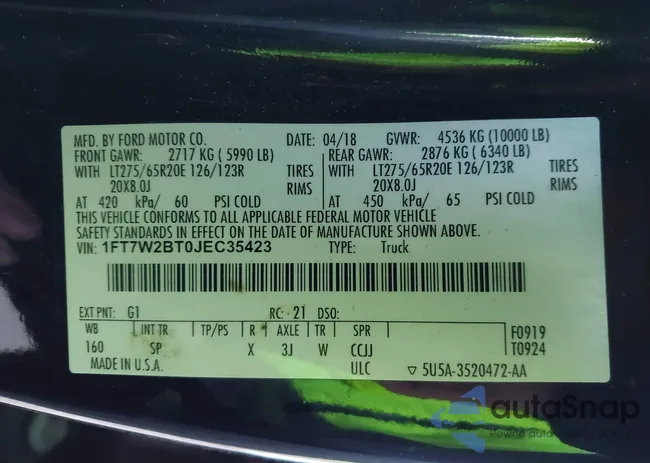 MFD. BY FORD MOTOR CO. DATE: 04/18 GVWR: 4536 KG (10000 LB)
FRONT GAWR: 2717 KG ( 5990 LB) REAR GAWR: 2876 KG ( 6340 LB)
WITH LT275/65R20E 126/123R TIRES WITH LT275/65R20E 126/123R TIRES
20X8.0J RIMS 20X8.0J RIMS
AT 420 kPa/ 60 PSI COLD AT 450 kPa/ 65 PSI COLD
THIS VEHICLE CONFORMS TO ALL APPLICABLE FEDERAL MOTOR VEHICLE
SAFETY STANDARDS IN EFFECT ON THE DATE OF MANUFACTURE SHOWN ABOVE.
VIN: 1FT7W2BT0JEC35423 TYPE: Truck
EXT PNT: G1 RC: 21 DSO:
WB INT TR TP/PS R AXLE TR SPR F0919
160 SP X 3J W CCJJ T0924
MADE IN U.S.A. ULC ▽ 5U5A-3520472-AA
autaSnap